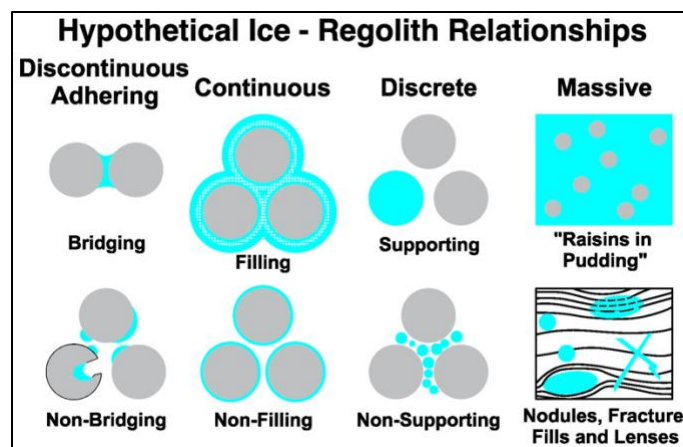 Hypothetical Ice - Regolith Relationships
Discontinuous
Adhering
Continuous
Discrete
Massive
Bridging
Filling
Supporting
"Raisins in
Pudding"
Non-Bridging
Non-Filling
Non-Supporting
Nodules, Fracture
Fills and Lenses